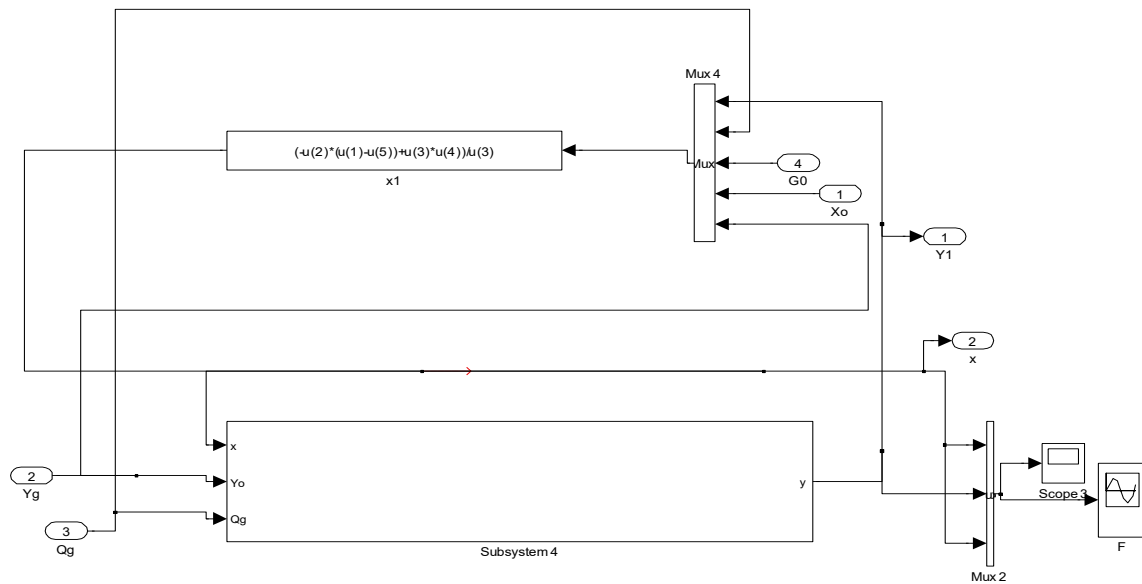 Mux 4
(-u(2)*(u(1)-u(5))+u(3)*u(4))/u(3)
x1
Mux
4
G0
1
Xo
1
Y1
2
x
x
2
Yg
Yo
y
Qg
3
Qg
Subsystem 4
Scope 3
F
Mux 2